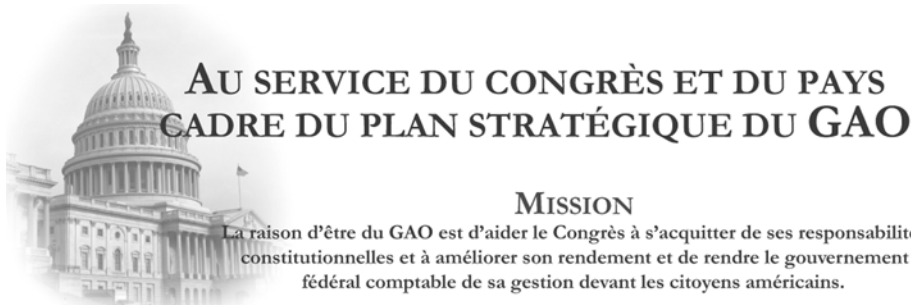 AU SERVICE DU CONGRÈS ET DU PAYS
CADRE DU PLAN STRATÉGIQUE DU GAO
MISSION
La raison d'être du GAO est d'aider le Congrès à s'acquitter de ses
constitutionnelles et à améliorer son rendement et de rendre le gouvernement
fédéral comptable de sa gestion devant les citoyens américains.